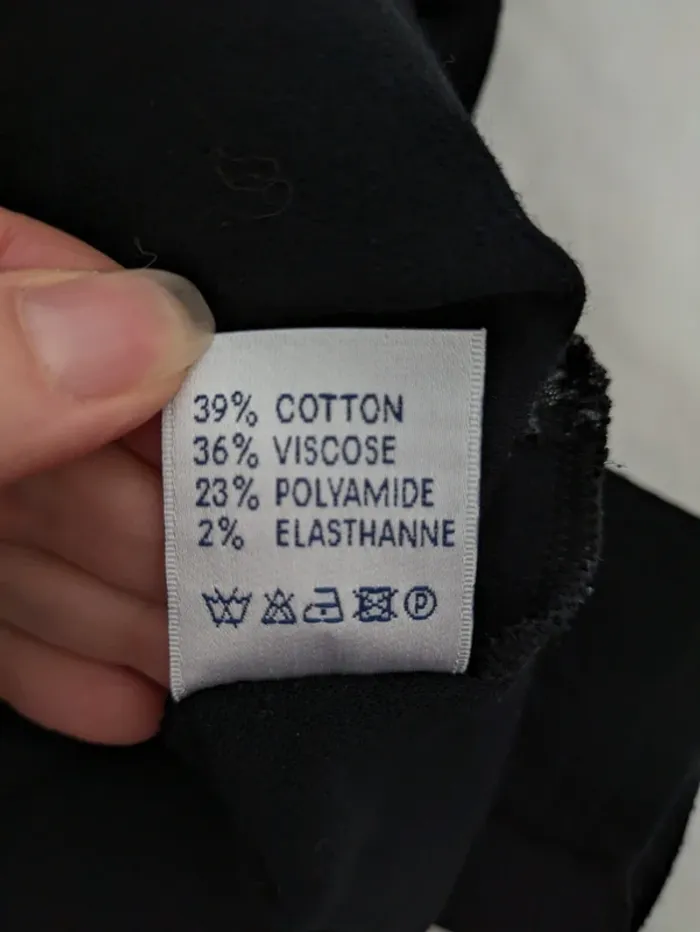 39% COTTON
36% VISCOSE
23% POLYAMIDE
2% ELASTHANNE
P